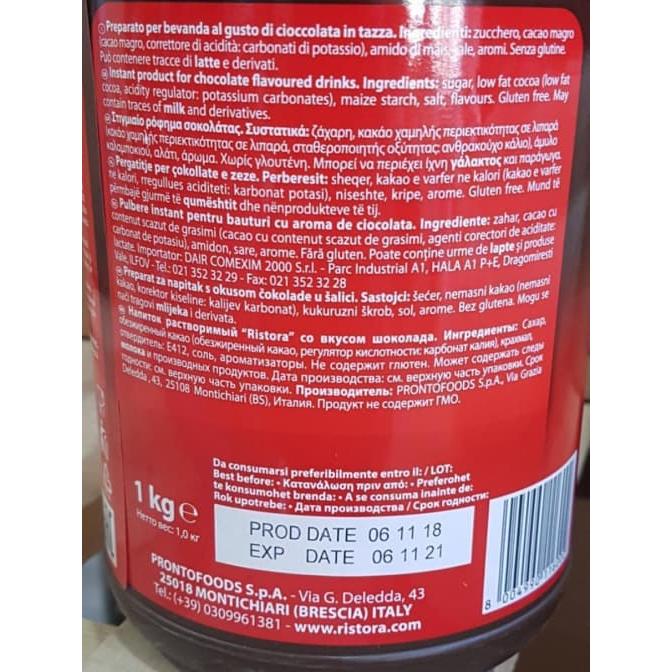 Preparato per bevanda al gusto di cioccolata in tazza. Ingredienti: zucchero, cacao magro
(cacao magro, correttore di acidità: carbonati di potassio), amido di mais, sale, aromi. Senza glutine.
Può contenere tracce di latte e derivati.
Instant product for chocolate flavoured drinks. Ingredients: sugar, low fat cocoa (low fat
cocoa, acidity regulator: potassium carbonates), maize starch, salt, flavours. Gluten free. May
contain traces of milk and derivatives.
Στιγμιαίο ρόφημα σοκολάτας. Συστατικά: ζάχαρη, κακάο χαμηλής περιεκτικότητας σε λιπαρά
(κακάο χαμηλής περιεκτικότητας σε λιπαρά, σταθεροποιητής οξύτητας: ανθρακούχο κάλιο), άμυλο
καλαμποκιού, αλάτι, άρωμα. Χωρίς γλουτένη. Μπορεί να περιέχει ίχνη γάλακτος και παράγωγα.
Pergatitje per çokollate e zeze. Perberesit: sheqer, kakao e varfer ne kalori (kakao e varfer
ne kalori, rregullues aciditeti: karbonat potasi), niseshte, kripe, arome. Gluten free. Mund të
përmbajë gjurmë të qumështit dhe nënprodukteve të tij.
Pulbere instant pentru bauturi cu aroma de ciocolata. Ingrediente: zahar, cacao cu
continut scazut de grasimi (cacao cu continut scazut de grasimi, agenti corectori de aciditate:
carbonat de potasiu), amidon, sare, arome. Fără gluten. Poate conține urme de lapte și produse
lactate. Importator: DAIR COMEXIM 2000 S.r.l. - Parc Industrial A1, HALA A1 P+E, Dragomiresti
Vale, ILFOV - Tel.: 021 352 32 29 - Fax: 021 352 32 28
Preparat za napitak s okusom čokolade u šalici. Sastojci: šećer, nemasni kakao (nemasni
kakao, korektor kiseline: kalijev karbonat), kukuruzni škrob, sol, arome. Bez glutena. Mogu se
naći tragovi mlijeka i derivata.
Напиток растворимый "Ristora" со вкусом шоколада. Ингредиенты: Сахар,
обезжиренный какао (обезжиренный какао, регулятор кислотности: карбонат калия), крахмал,
отвердитель: E412, соль, ароматизаторы. Не содержит глютен. Может содержать следы
молока и производных продуктов. Дата производства: см. верхнюю часть упаковки. Срок
годности: см. верхнюю часть упаковки. Производитель: PRONTOFOODS S.p.A., Via Grazia
Deledda, 43, 25018 Montichiari (BS), Италия. Продукт не содержит ГМО.
Da consumarsi preferibilmente entro il: / LOT:
Best before: • Κατανάλωση πριν από: • Preferohet
te konsumohet brenda: • A se consuma inainte de:
Rok upotrebe: • Дата производства / Срок годности:
1 kg e
Нетто вес: 1,0 кг
PROD DATE 06 11 18
EXP DATE 06 11 21
PRONTOFOODS S.p.A. - Via G. Deledda, 43
25018 MONTICHIARI (BRESCIA) ITALY
Tel.: (+39) 0309961381 - www.ristora.com